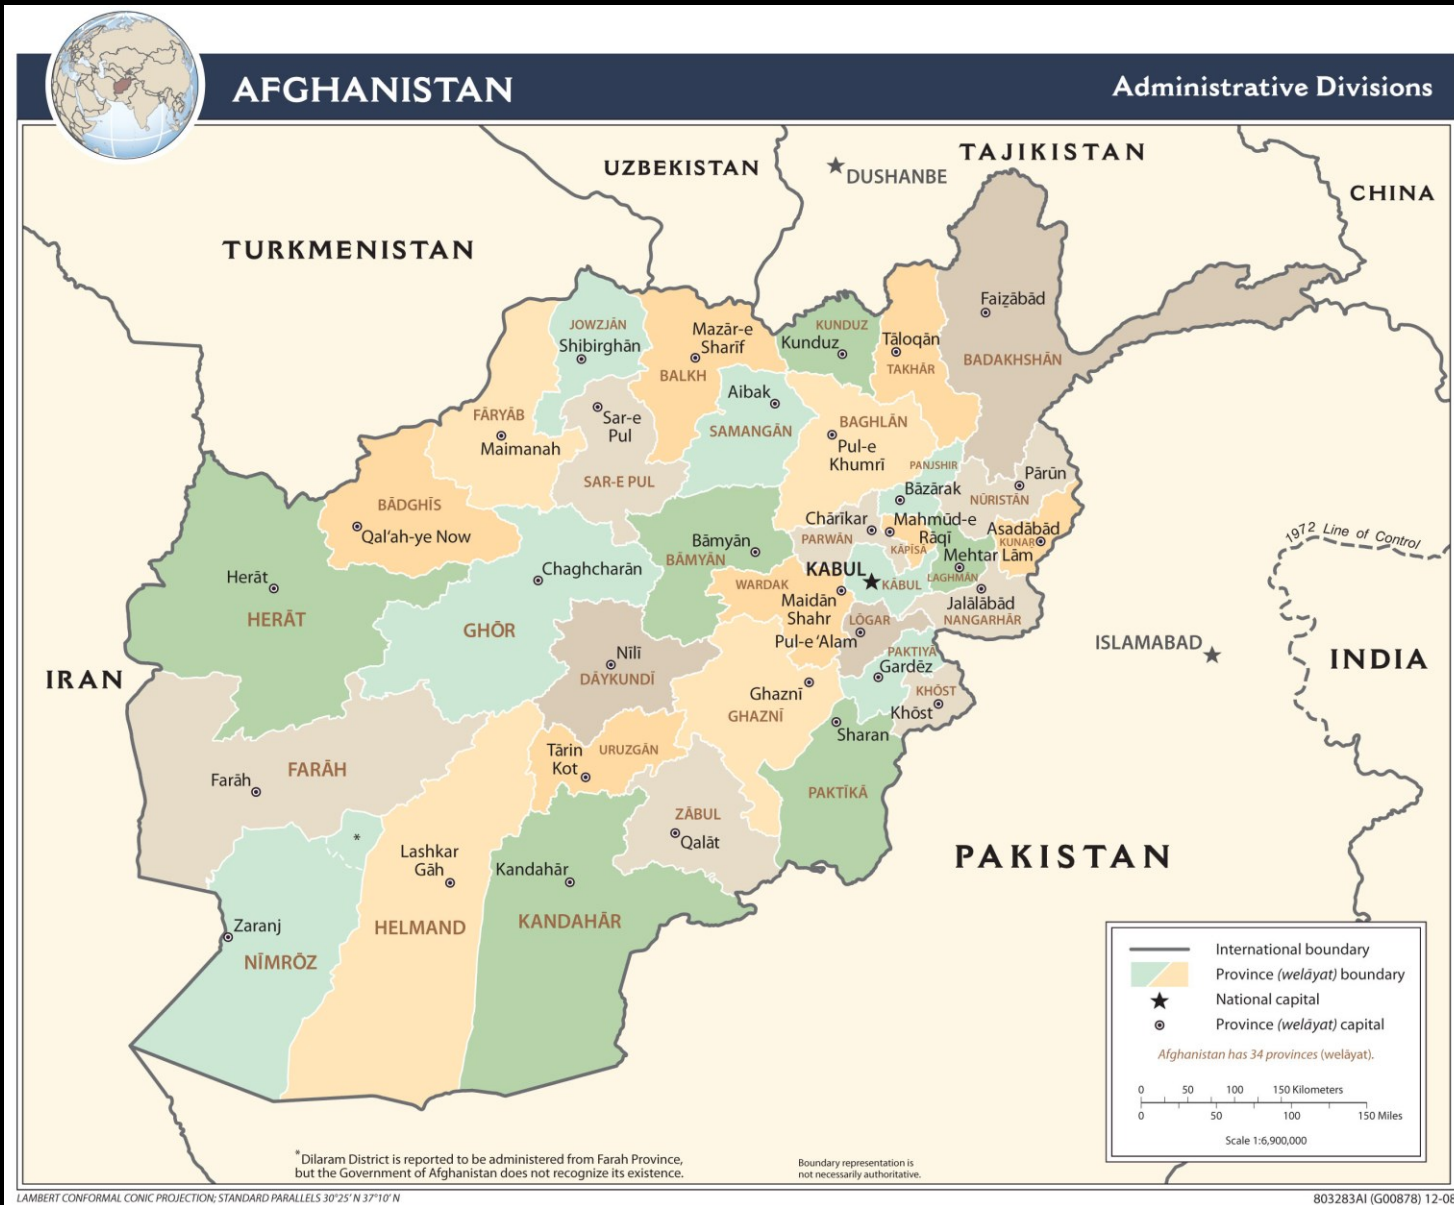 AFGHANISTAN
Administrative Divisions
UZBEKISTAN
TAJIKISTAN
DUSHANBE
CHINA
TURKMENISTAN
Faiẕābād
BADAKHSHĀN
JOWZJĀN
Shibirghān
Mazār-e
Sharīf
BALKH
KUNDUZ
Kunduz
Tāloqān
TAKHĀR
Aibak
SAMANGĀN
FĀRYĀB
Maimanah
Sar-e
Pul
SAR-E PUL
BAGHLĀN
Pul-e
Khumrī
PANJSHIR
Bāzārak
Pārūn
NŪRISTĀN
BĀDGHĪS
Qal‘ah-ye Now
Chārīkar
PARWĀN
Mahmūd-e
Rāqī
KĀPĪSĀ
Asadābād
KUNAR
Mehtar Lām
LAGHMĀN
1972 Line of Control
Bāmyān
BĀMYĀN
KABUL
KĀBUL
Herāt
HERĀT
Chaghcharān
GHŌR
WARDAK
Maidān
Shahr
Jalālābād
NANGARHĀR
LŌGAR
Pul-e ‘Alam
ISLAMABAD
INDIA
IRAN
Nīlī
DĀYKUNDĪ
PAKTIYĀ
Gardēz
Ghaznī
GHAZNĪ
KHŌST
Khōst
Sharan
Tārin
Kot
URUZGĀN
FARĀH
Farāh
PAKTĪKĀ
ZĀBUL
Qalāt
*
Lashkar
Gāh
Kandahār
KANDAHĀR
PAKISTAN
HELMAND
Zaranj
NĪMRŌZ
International boundary
Province (welāyat) boundary
National capital
Province (welāyat) capital
Afghanistan has 34 provinces (welāyat).
0 50 100 150 Kilometers
0 50 100 150 Miles
Scale 1:6,900,000
*Dilaram District is reported to be administered from Farah Province,
but the Government of Afghanistan does not recognize its existence.
Boundary representation is
not necessarily authoritative.
LAMBERT CONFORMAL CONIC PROJECTION; STANDARD PARALLELS 30°25' N 37°10' N
803283AI (G00878) 12-08